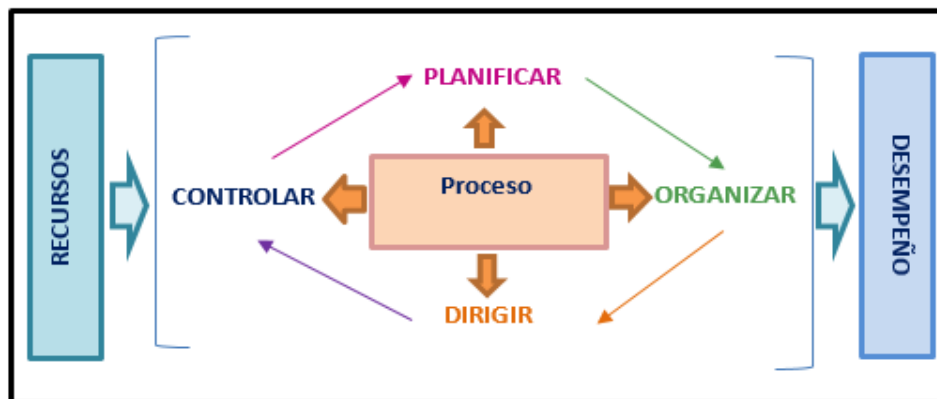 RECURSOS
PLANIFICAR
CONTROLAR
Proceso
ORGANIZAR
DIRIGIR
DESEMPEÑO